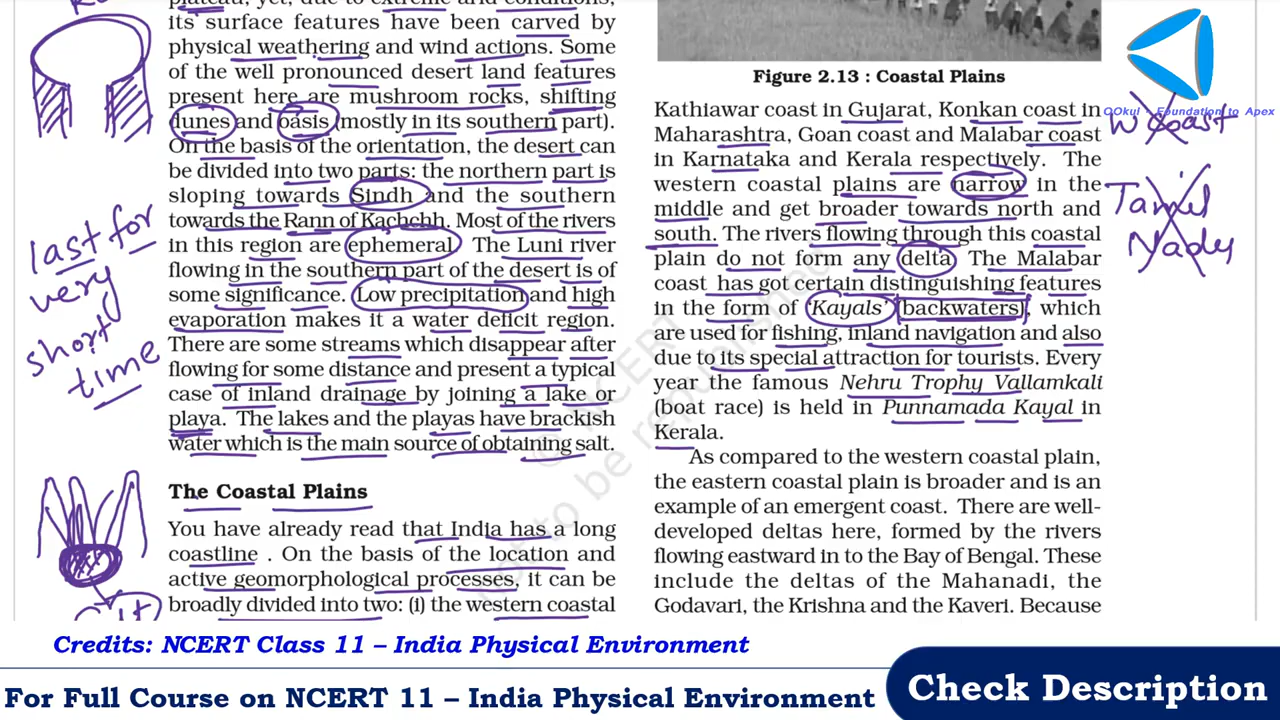 plateau, yet, due to extreme arid conditions,
its surface features have been carved by
physical weathering and wind actions. Some
of the well pronounced desert land features
present here are mushroom rocks, shifting
dunes and oasis (mostly in its southern part).
On the basis of the orientation, the desert can
be divided into two parts: the northern part is
sloping towards Sindh and the southern
towards the Rann of Kachchh. Most of the rivers
in this region are ephemeral. The Luni river
flowing in the southern part of the desert is of
some significance. Low precipitation and high
evaporation makes it a water deficit region.
There are some streams which disappear after
flowing for some distance and present a typical
case of inland drainage by joining a lake or
playa. The lakes and the playas have brackish
water which is the main source of obtaining salt.
last for
very
short
time
The Coastal Plains
You have already read that India has a long
coastline . On the basis of the location and
active geomorphological processes, it can be
broadly divided into two: (i) the western coastal
Figure 2.13 : Coastal Plains
Kathiawar coast in Gujarat, Konkan coast in
Maharashtra, Goan coast and Malabar coast
in Karnataka and Kerala respectively. The
western coastal plains are narrow in the
middle and get broader towards north and
south. The rivers flowing through this coastal
plain do not form any delta. The Malabar
coast has got certain distinguishing features
in the form of ‘Kayals’ (backwaters), which
are used for fishing, inland navigation and also
due to its special attraction for tourists. Every
year the famous Nehru Trophy Vallamkali
(boat race) is held in Punnamada Kayal in
Kerala.
As compared to the western coastal plain,
the eastern coastal plain is broader and is an
example of an emergent coast. There are well-
developed deltas here, formed by the rivers
flowing eastward in to the Bay of Bengal. These
include the deltas of the Mahanadi, the
Godavari, the Krishna and the Kaveri. Because
Foundation to Apex
W Coast
Tamil
Nadu
© NCERT
not to be republished
Credits: NCERT Class 11 – India Physical Environment
For Full Course on NCERT 11 – India Physical Environment
Check Description